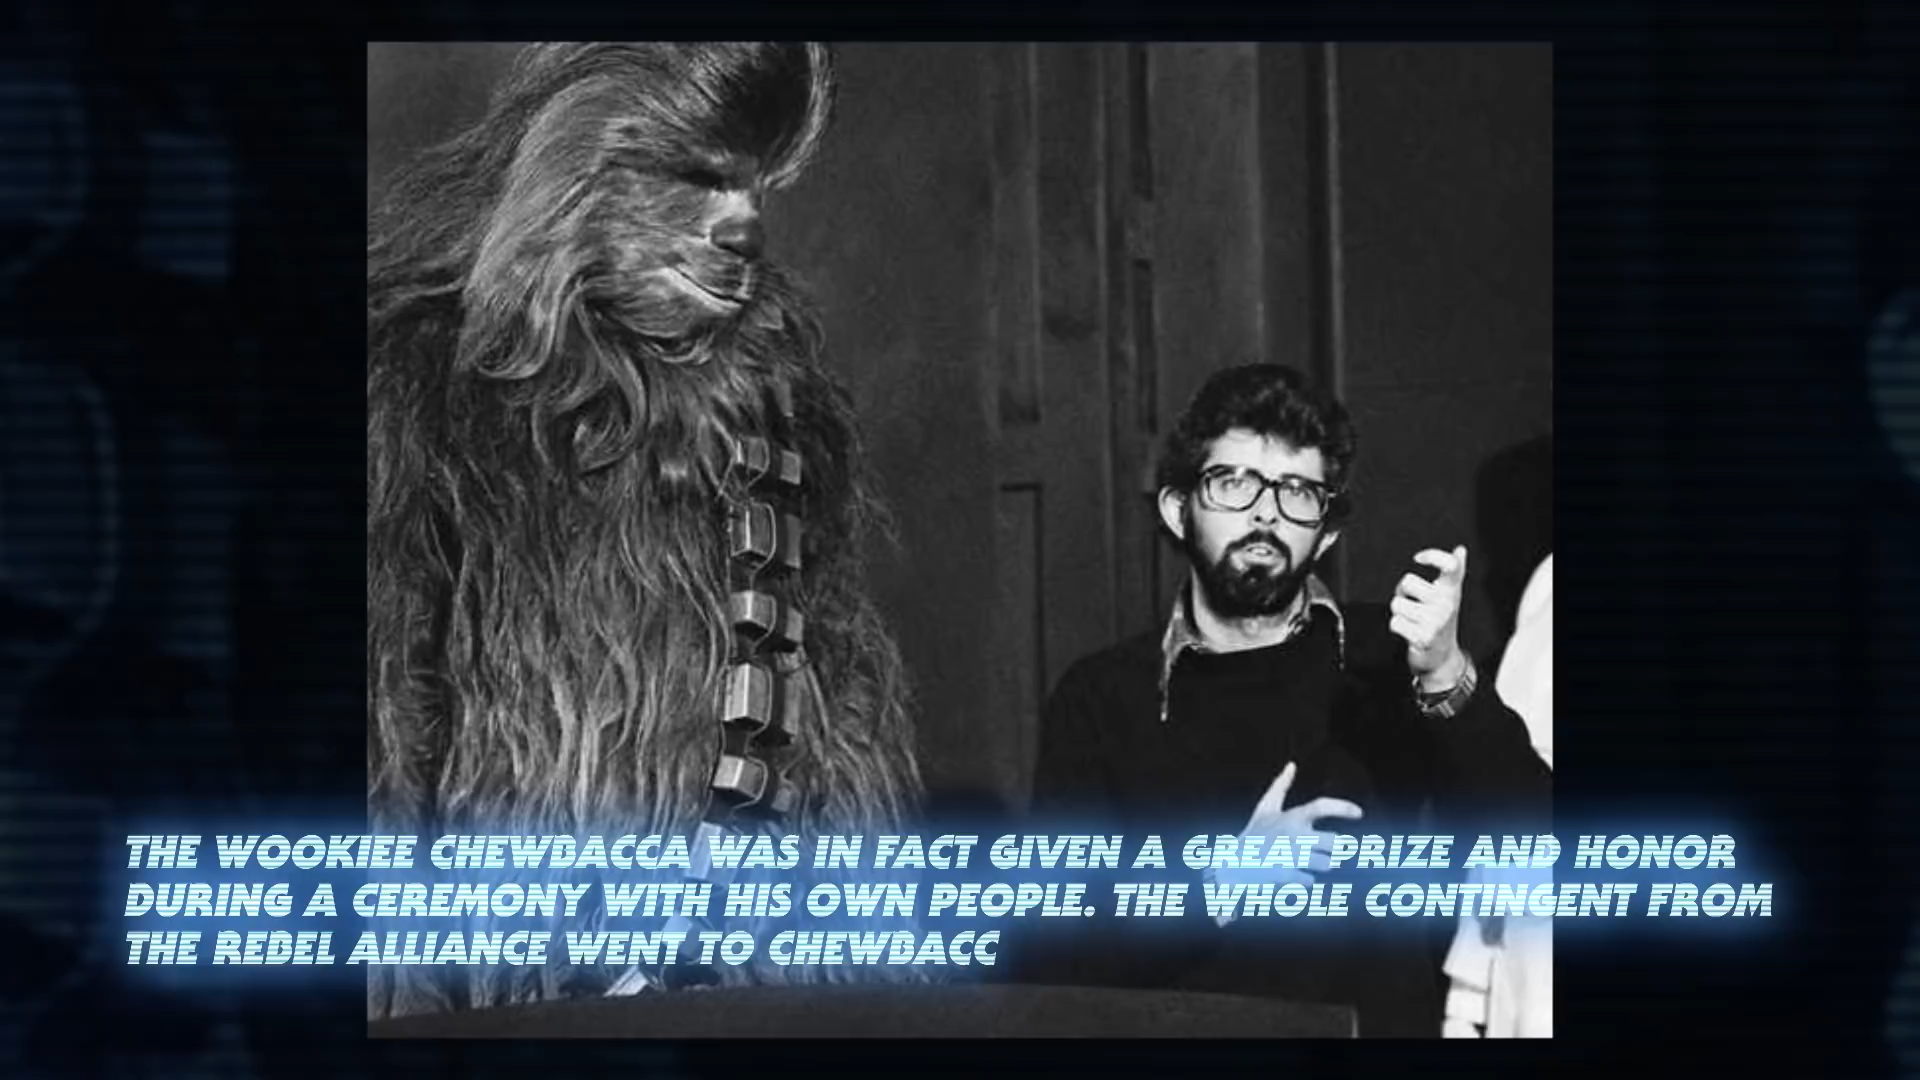 THE WOOKIEE CHEWBACCA WAS IN FACT GIVEN A GREAT PRIZE AND HONOR
DURING A CEREMONY WITH HIS OWN PEOPLE. THE WHOLE CONTINGENT FROM
THE REBEL ALLIANCE WENT TO CHEWBACC